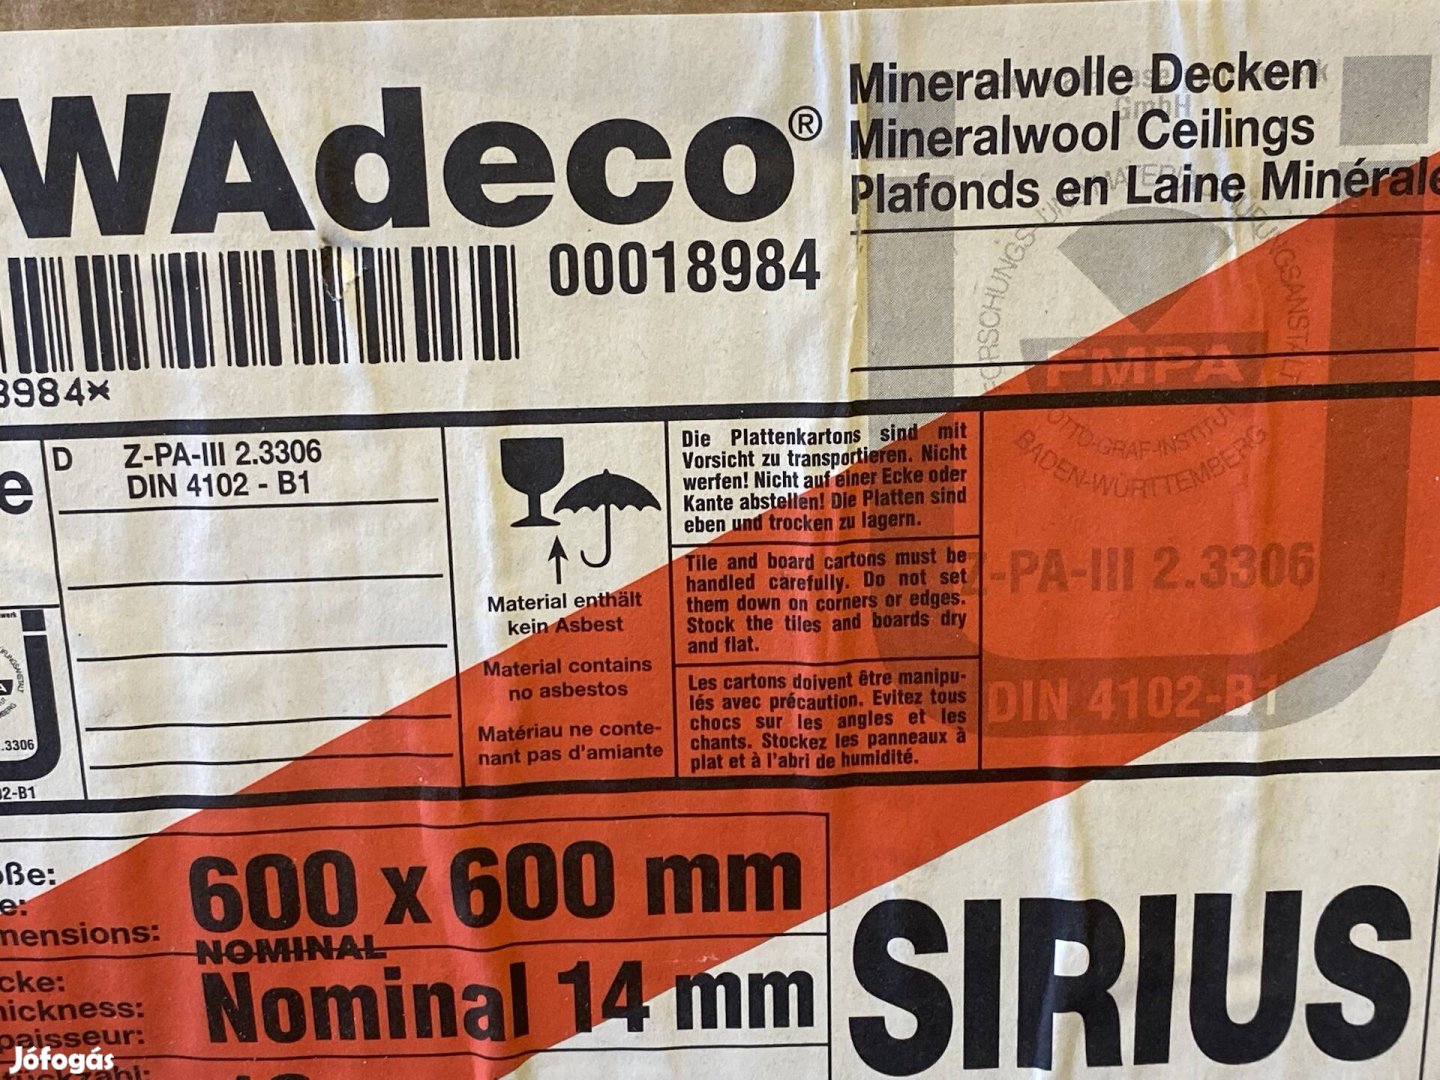 WAdeco®
Mineralwolle Decken
Mineralwool Ceilings
Plafonds en Laine Minérale
00018984
8984*
FORSCHUNGS-
FMPA
OTTO-GRAF-INSTITUT
BADEN-WÜRTTEMBERG
Z-PA-III 2.3306
DIN 4102-B1
e
D
Z-PA-III 2.3306
DIN 4102 - B1
Material enthält
kein Asbest
Material contains
no asbestos
Matériau ne conte-
nant pas d'amiante
Die Plattenkartons sind mit
Vorsicht zu transportieren. Nicht
werfen! Nicht auf einer Ecke oder
Kante abstellen! Die Platten sind
eben und trocken zu lagern.
Tile and board cartons must be
handled carefully. Do not set
them down on corners or edges.
Stock the tiles and boards dry
and flat.
Les cartons doivent être manipu-
lés avec précaution. Evitez tous
chocs sur les angles et les
chants. Stockez les panneaux à
plat et à l'abri de humidité.
.3306
2-B1
öße:
e:
mensions:
600 x 600 mm
NOMINAL
cke:
hickness:
paisseur:
Nominal 14 mm
SIRIUS
Jófogás